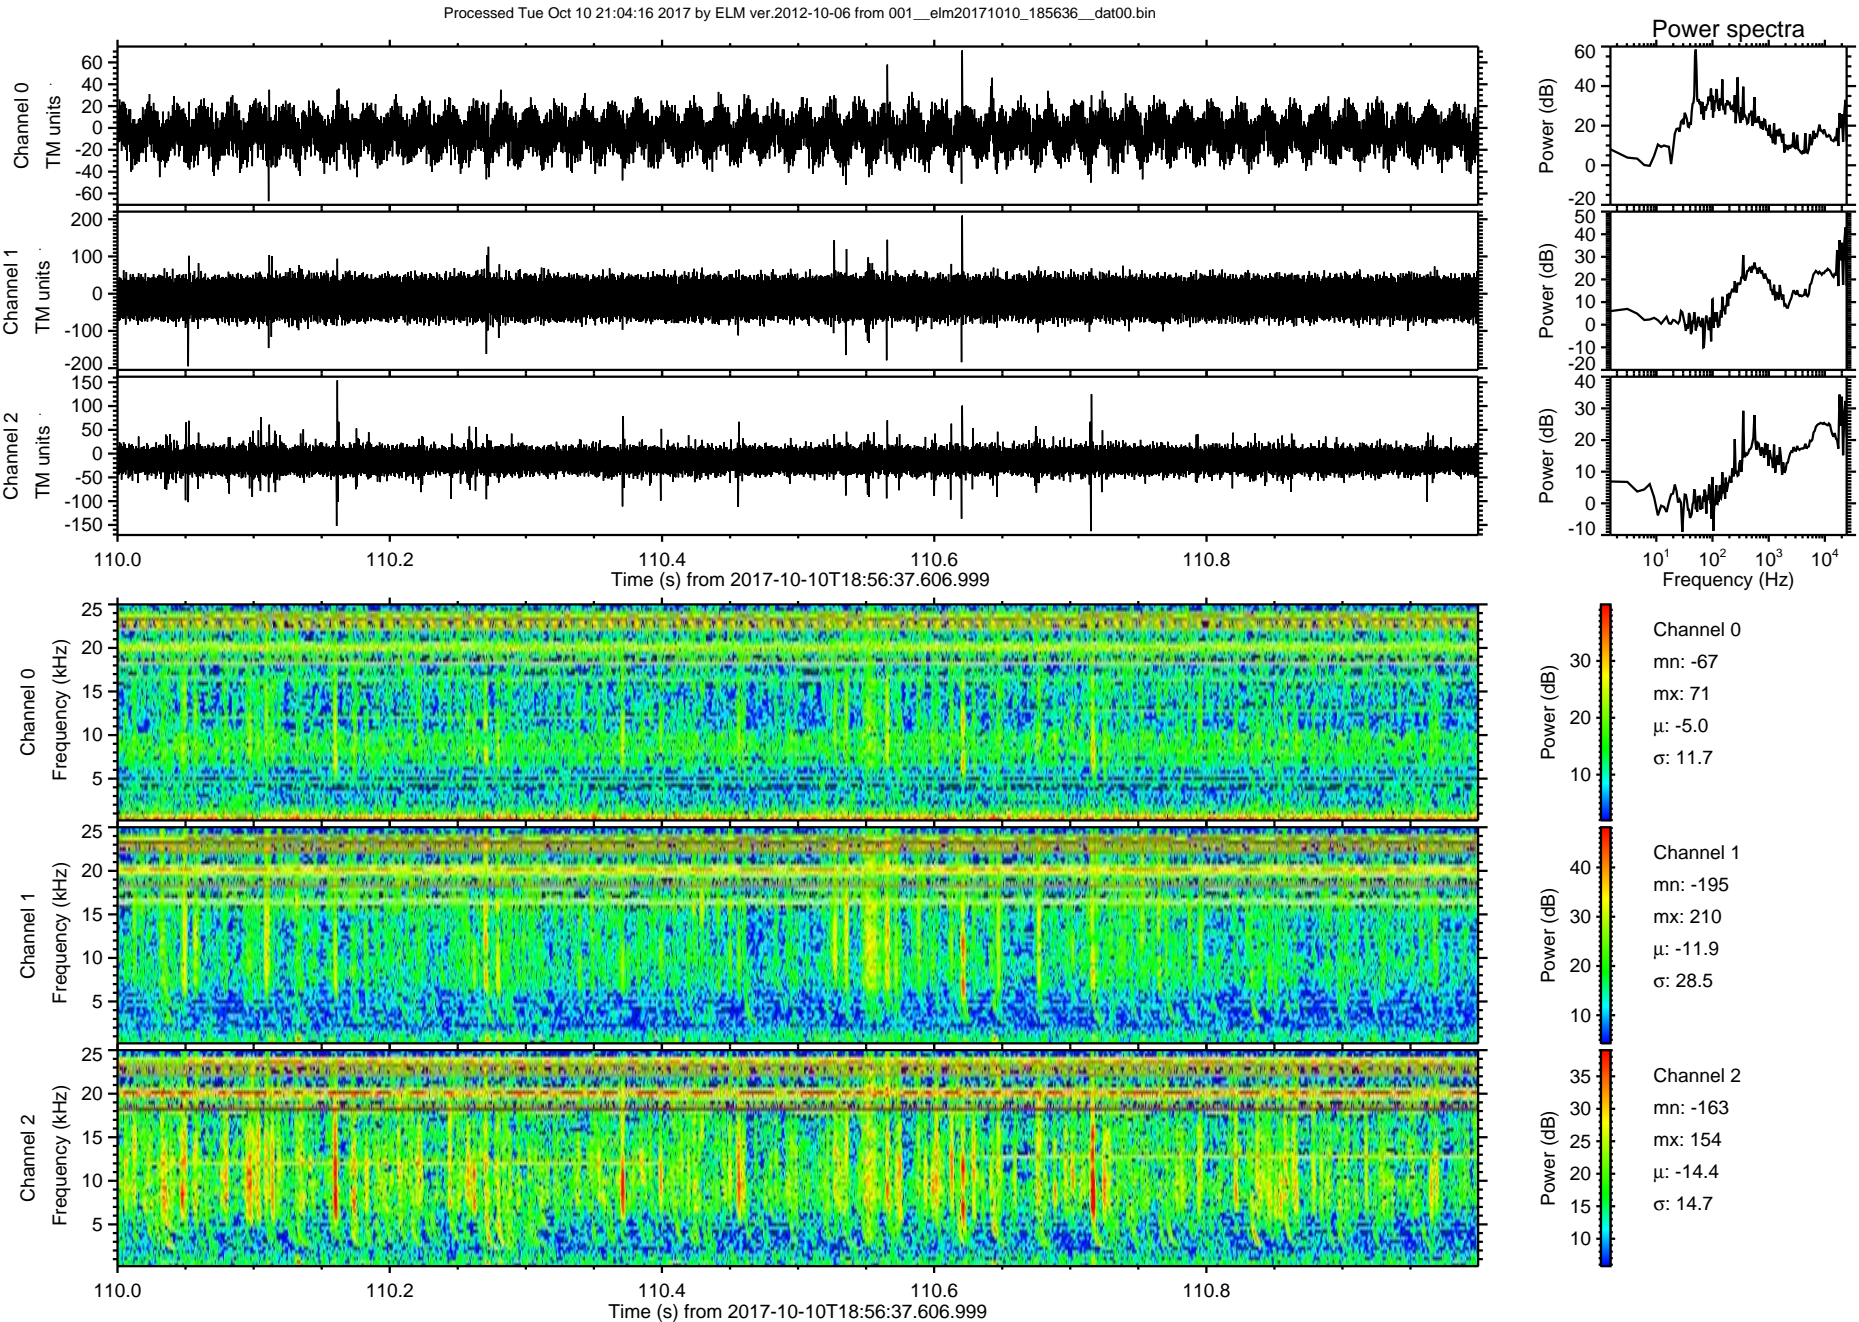 Processed Tue Oct 10 21:04:16 2017 by ELM ver.2012-10-06 from 001__elm20171010_185636__dat00.bin
Power spectra
Channel 0
TM units
60
40
20
0
-20
-40
-60
Power (dB)
60
40
20
0
-20
Channel 1
TM units
200
100
0
-100
-200
Power (dB)
50
40
30
20
10
0
-10
-20
Channel 2
TM units
150
100
50
0
-50
-100
-150
Power (dB)
40
30
20
10
0
-10
110.0 110.2 110.4 110.6 110.8
Time (s) from 2017-10-10T18:56:37.606.999
10^1 10^2 10^3 10^4
Frequency (Hz)
Channel 0
Frequency (kHz)
25
20
15
10
5
Power (dB)
30
20
10
Channel 0
mn: -67
mx: 71
μ: -5.0
σ: 11.7
Channel 1
Frequency (kHz)
25
20
15
10
5
Power (dB)
40
30
20
10
Channel 1
mn: -195
mx: 210
μ: -11.9
σ: 28.5
Channel 2
Frequency (kHz)
25
20
15
10
5
Power (dB)
35
30
25
20
15
10
Channel 2
mn: -163
mx: 154
μ: -14.4
σ: 14.7
110.0 110.2 110.4 110.6 110.8
Time (s) from 2017-10-10T18:56:37.606.999